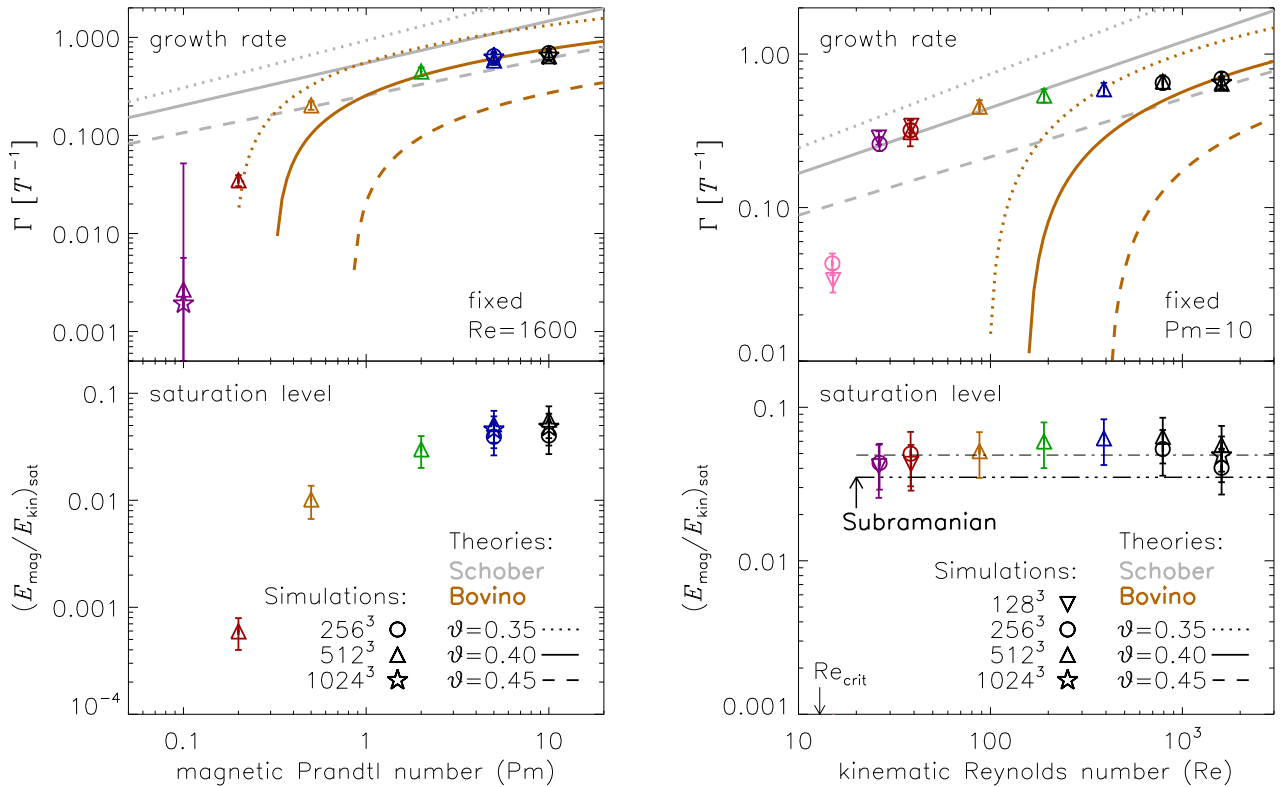 growth rate
1.000
0.100
0.010
0.001
Γ [T⁻¹]
fixed
Re=1600
saturation level
0.1
0.01
0.001
10⁻⁴
(E_mag/E_kin)_sat
Theories:
Schober
Bovino
Simulations:
256³
512³
1024³
ϑ=0.35
ϑ=0.40
ϑ=0.45
0.1
1
10
magnetic Prandtl number (Pm)
growth rate
1.00
0.10
0.01
Γ [T⁻¹]
fixed
Pm=10
saturation level
0.1
0.01
0.001
(E_mag/E_kin)_sat
Subramanian
Theories:
Schober
Bovino
Simulations:
128³
256³
512³
1024³
ϑ=0.35
ϑ=0.40
ϑ=0.45
Re_crit
10
100
10³
kinematic Reynolds number (Re)